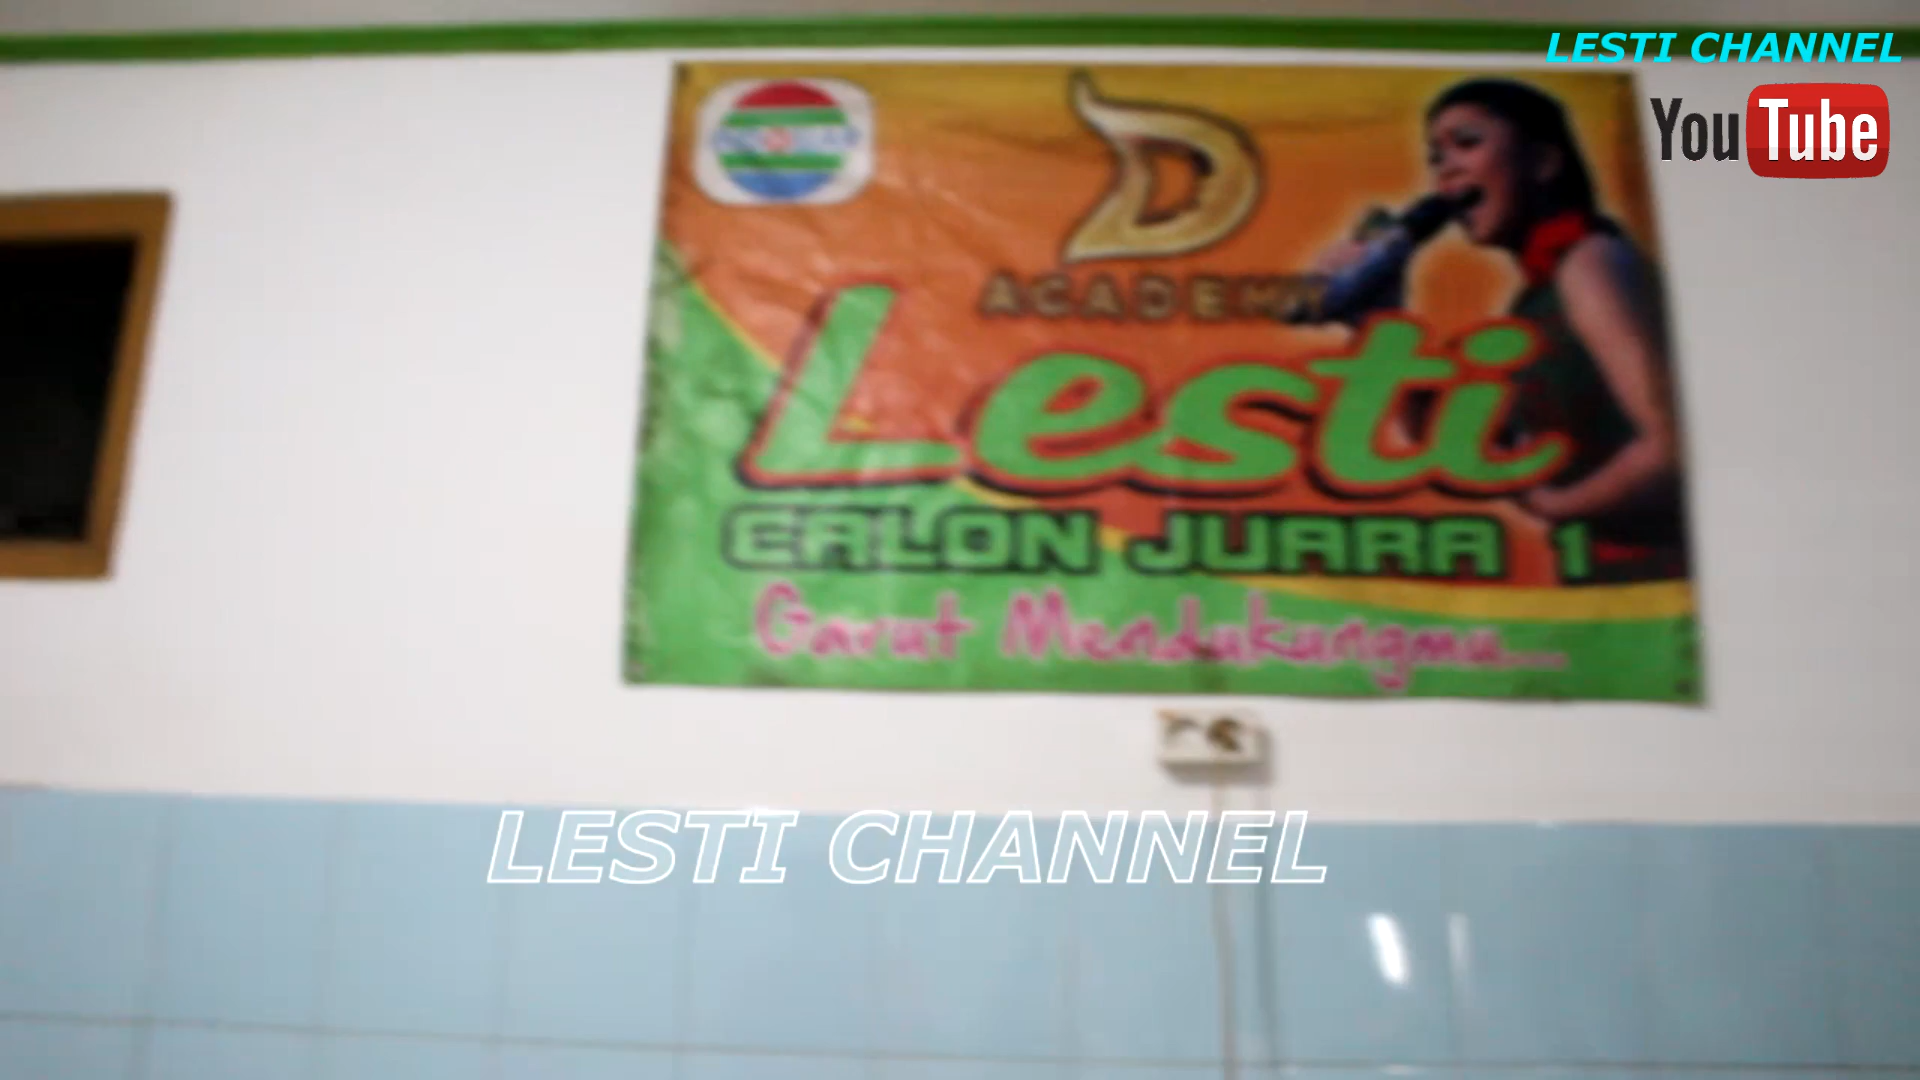 LESTI CHANNEL
YouTube
D
ACADEMY
Lesti
CALON JUARA 1
Garut Mendukungmu...
LESTI CHANNEL